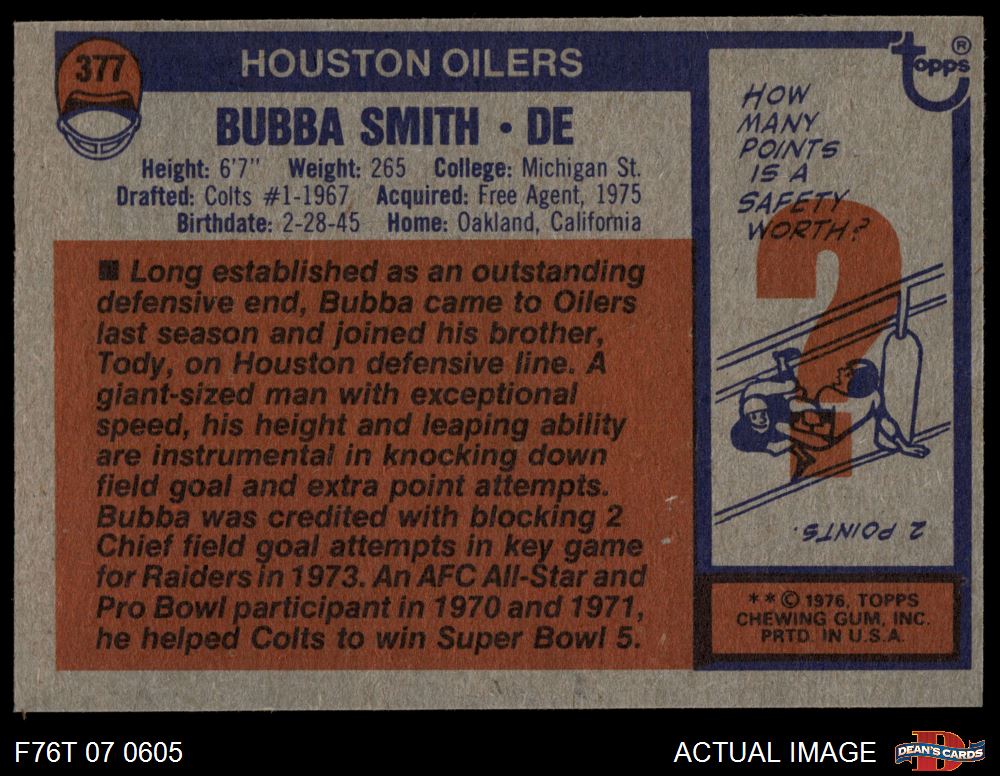 377
HOUSTON OILERS
BUBBA SMITH • DE
Height: 6'7" Weight: 265 College: Michigan St.
Drafted: Colts #1-1967 Acquired: Free Agent, 1975
Birthdate: 2-28-45 Home: Oakland, California
■ Long established as an outstanding
defensive end, Bubba came to Oilers
last season and joined his brother,
Tody, on Houston defensive line. A
giant-sized man with exceptional
speed, his height and leaping ability
are instrumental in knocking down
field goal and extra point attempts.
Bubba was credited with blocking 2
Chief field goal attempts in key game
for Raiders in 1973. An AFC All-Star and
Pro Bowl participant in 1970 and 1971,
he helped Colts to win Super Bowl 5.
topps®
HOW
MANY
POINTS
IS A
SAFETY
WORTH?
?
2 POINTS.
**© 1976, TOPPS
CHEWING GUM, INC.
PRTD. IN U.S.A.
F76T 07 0605
ACTUAL IMAGE
D
DEAN'S CARDS